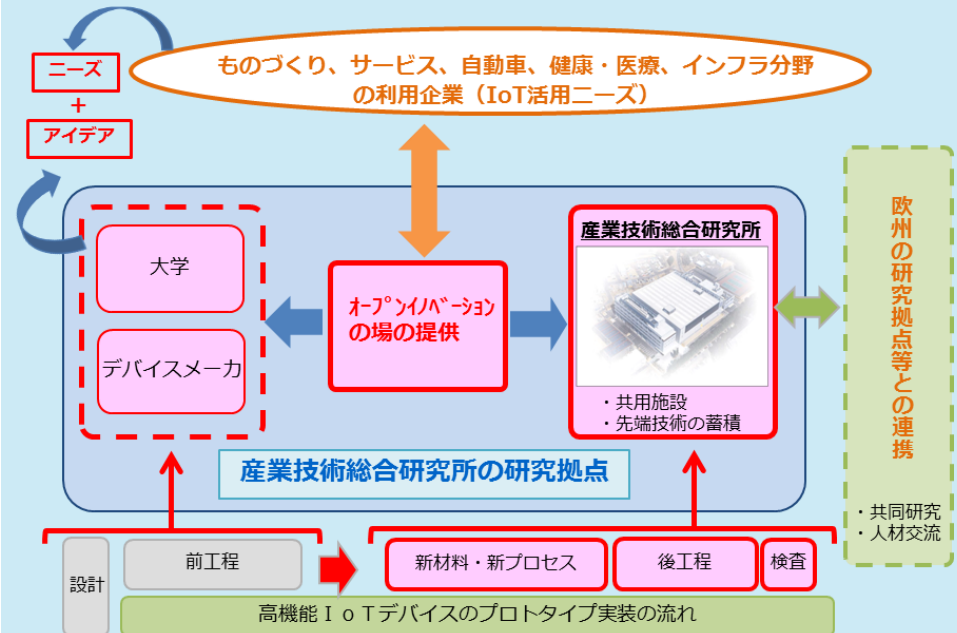 ニーズ
+
アイデア
ものづくり、サービス、自動車、健康・医療、インフラ分野
の利用企業（IoT活用ニーズ）
大学
デバイスメーカ
ｵｰﾌﾟﾝｲﾉﾍﾞｰｼｮﾝ
の場の提供
産業技術総合研究所
・共用施設
・先端技術の蓄積
産業技術総合研究所の研究拠点
欧州の研究拠点等との連携
・共同研究
・人材交流
設計
前工程
新材料・新プロセス
後工程
検査
高機能ＩｏＴデバイスのプロトタイプ実装の流れ